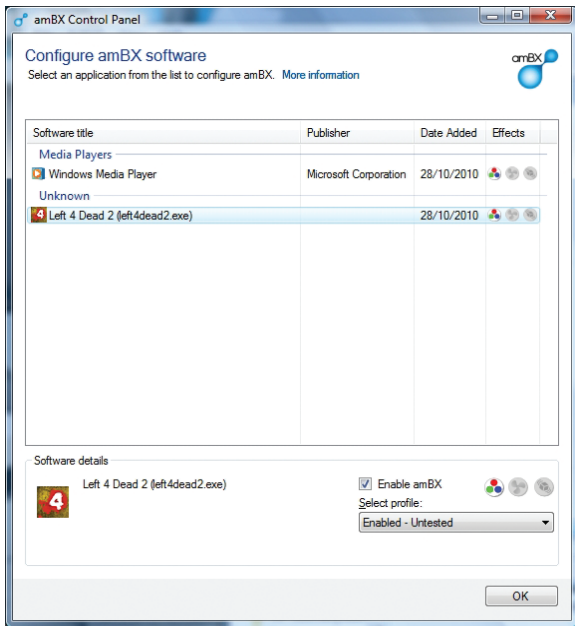 amBX Control Panel
Configure amBX software
Select an application from the list to configure amBX. More information
amBX
Software title Publisher Date Added Effects
Media Players
Windows Media Player Microsoft Corporation 28/10/2010
Unknown
4 Left 4 Dead 2 (left4dead2.exe) 28/10/2010
Software details
4 Left 4 Dead 2 (left4dead2.exe) Enable amBX
Select profile:
Enabled - Untested
OK